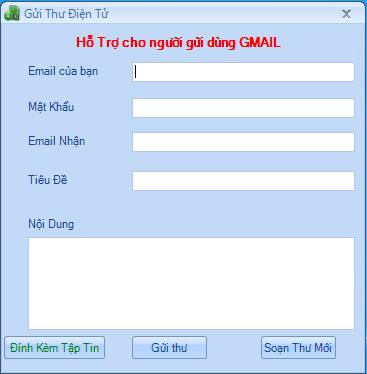 Gửi Thư Điện Tử
Hỗ Trợ cho người gửi dùng GMAIL
Email của bạn
Mật Khẩu
Email Nhận
Tiêu Đề
Nội Dung
Đính Kèm Tập Tin
Gửi thư
Soạn Thư Mới